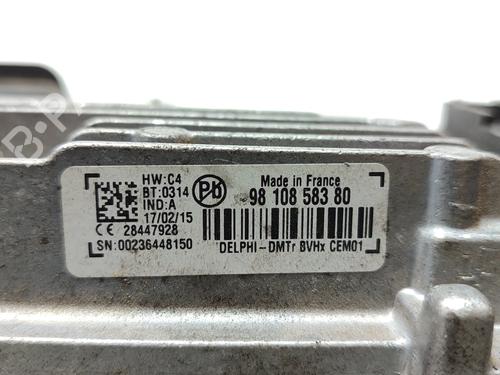 HW:C4
BT:0314
IND:A
17/02/15
CE 28447928
SN:00236448150
Pb
Made in France
98 108 583 80
DELPHI-DMTr BVHx CEM01